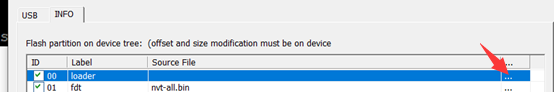 USB INFO
Flash partition on device tree: (offset and size modification must be on device
ID Label Source File ...
00 loader ...
01 fdt nvt-all.bin ...